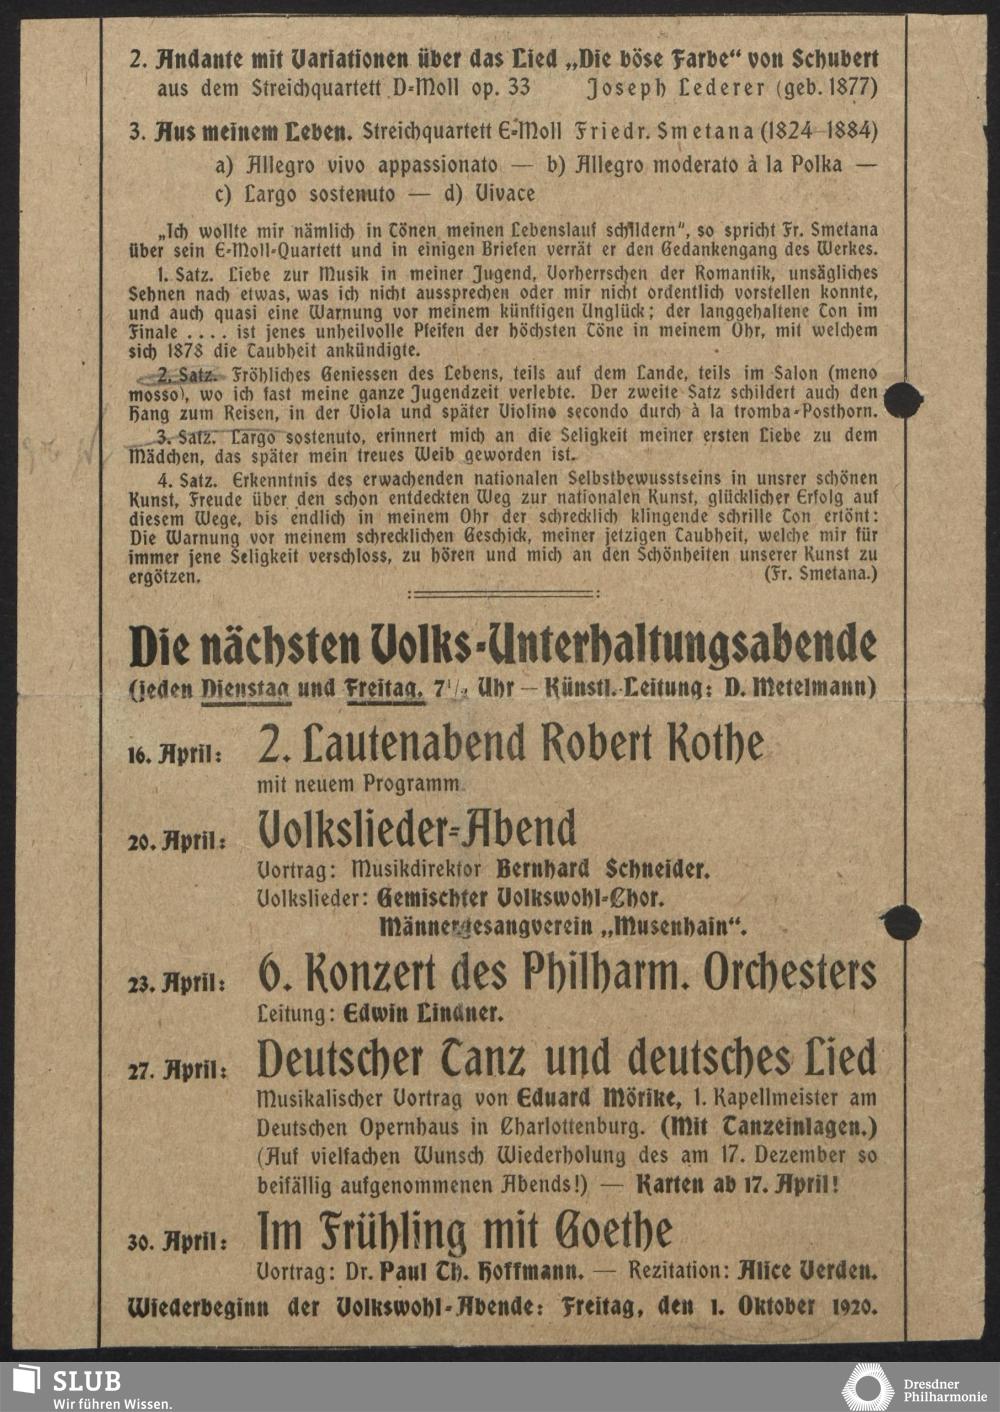 2. Andante mit Variationen über das Lied „Die böse Farbe“ von Schubert
aus dem Streichquartett D-Moll op. 33 Joseph Lederer (geb. 1877)
3. Aus meinem Leben. Streichquartett E-Moll Friedr. Smetana (1824–1884)
a) Allegro vivo appassionato — b) Allegro moderato à la Polka —
c) Largo sostenuto — d) Vivace
„Ich wollte mir nämlich in Tönen meinen Lebenslauf schildern“, so spricht Fr. Smetana
über sein E-Moll-Quartett und in einigen Briefen verrät er den Gedankengang des Werkes.
1. Satz. Liebe zur Musik in meiner Jugend, Vorherrschen der Romantik, unsägliches
Sehnen nach etwas, was ich nicht aussprechen oder mir nicht ordentlich vorstellen konnte,
und auch quasi eine Warnung vor meinem künftigen Unglück; der langgehaltene Ton im
Finale .... ist jenes unheilvolle Pfeifen der höchsten Töne in meinem Ohr, mit welchem
sich 1873 die Taubheit ankündigte.
2. Satz. Fröhliches Geniessen des Lebens, teils auf dem Lande, teils im Salon (meno
mosso), wo ich fast meine ganze Jugendzeit verlebte. Der zweite Satz schildert auch den
Hang zum Reisen, in der Viola und später Violino secondo durch à la tromba-Posthorn.
3. Satz. Largo sostenuto, erinnert mich an die Seligkeit meiner ersten Liebe zu dem
Mädchen, das später mein treues Weib geworden ist.
4. Satz. Erkenntnis des erwachenden nationalen Selbstbewusstseins in unsrer schönen
Kunst, Freude über den schon entdeckten Weg zur nationalen Kunst, glücklicher Erfolg auf
diesem Wege, bis endlich in meinem Ohr der schrecklich klingende schrille Ton ertönt:
Die Warnung vor meinem schrecklichen Geschick, meiner jetzigen Taubheit, welche mir für
immer jene Seligkeit verschloss, zu hören und mich an den Schönheiten unserer Kunst zu
ergötzen. (Fr. Smetana.)
Die nächsten Volks-Unterhaltungsabende
(jeden Dienstag und Freitag, 7 1/2 Uhr — Künstl. Leitung: D. Metelmann)
16. April: 2. Lautenabend Robert Kothe
mit neuem Programm
20. April: Volkslieder-Abend
Vortrag: Musikdirektor Bernhard Schneider.
Volkslieder: Gemischter Volkswohl-Chor.
Männergesangverein „Musenhain“.
23. April: 6. Konzert des Philharm. Orchesters
Leitung: Edwin Lindner.
27. April: Deutscher Tanz und deutsches Lied
Musikalischer Vortrag von Eduard Mörike, 1. Kapellmeister am
Deutschen Opernhaus in Charlottenburg. (Mit Tanzeinlagen.)
(Auf vielfachen Wunsch Wiederholung des am 17. Dezember so
beifällig aufgenommenen Abends!) — Karten ab 17. April!
30. April: Im Frühling mit Goethe
Vortrag: Dr. Paul Th. Hoffmann. — Rezitation: Alice Verden.
Wiederbeginn der Volkswohl-Abende: Freitag, den 1. Oktober 1920.
SLUB
Wir führen Wissen.
Dresdner
Philharmonie